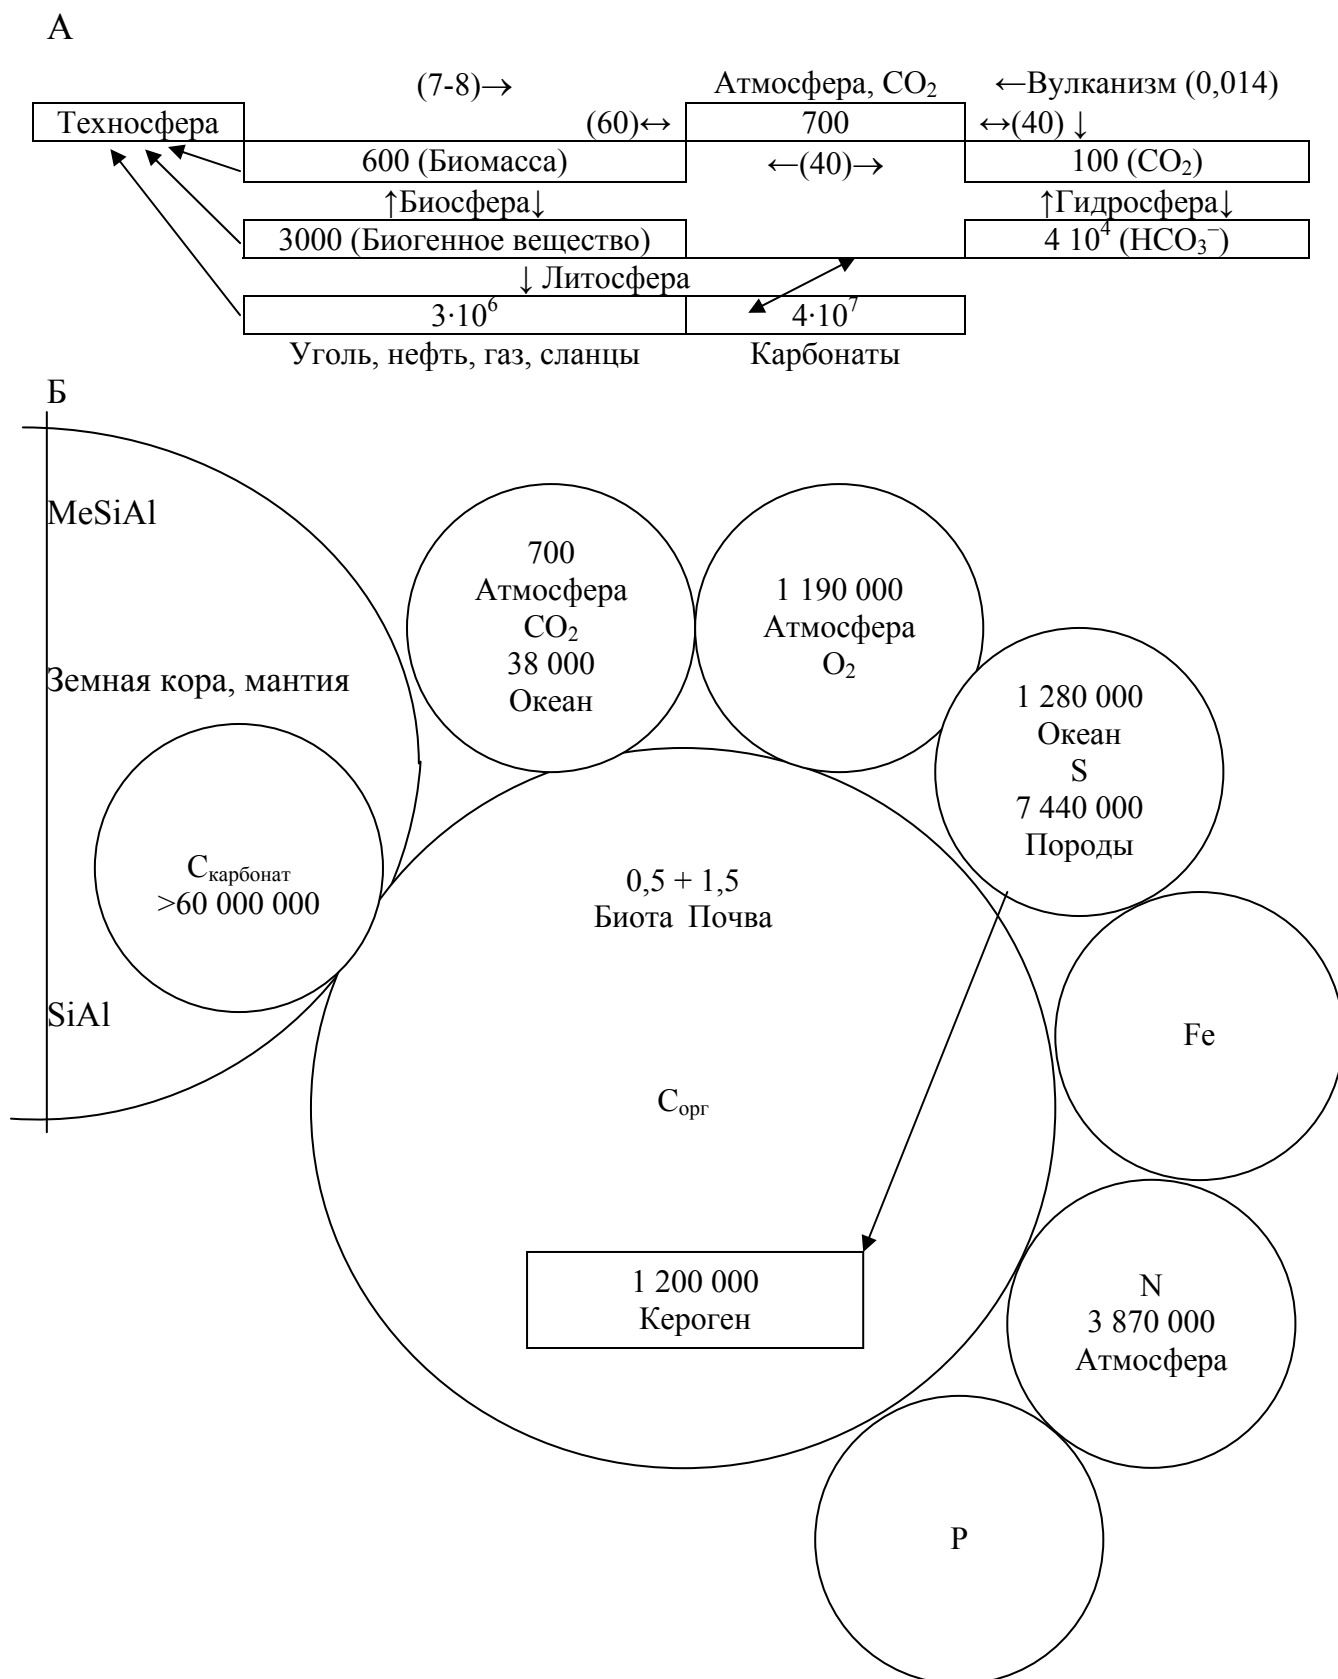 А
(7-8)→ Атмосфера, CO₂ ←Вулканизм (0,014)
Техносфера (60)↔ 700 ↔(40) ↓
600 (Биомасса) ←(40)→ 100 (CO₂)
↑Биосфера↓ ↑Гидросфера↓
3000 (Биогенное вещество) 4 10⁴ (HCO₃⁻)
↓ Литосфера
3·10⁶ 4·10⁷
Уголь, нефть, газ, сланцы Карбонаты
Б
MeSiAl
Земная кора, мантия
Cкарбонат
>60 000 000
SiAl
700
Атмосфера
CO₂
38 000
Океан
1 190 000
Атмосфера
O₂
1 280 000
Океан
S
7 440 000
Породы
0,5 + 1,5
Биота Почва
Cорг
1 200 000
Кероген
Fe
N
3 870 000
Атмосфера
P